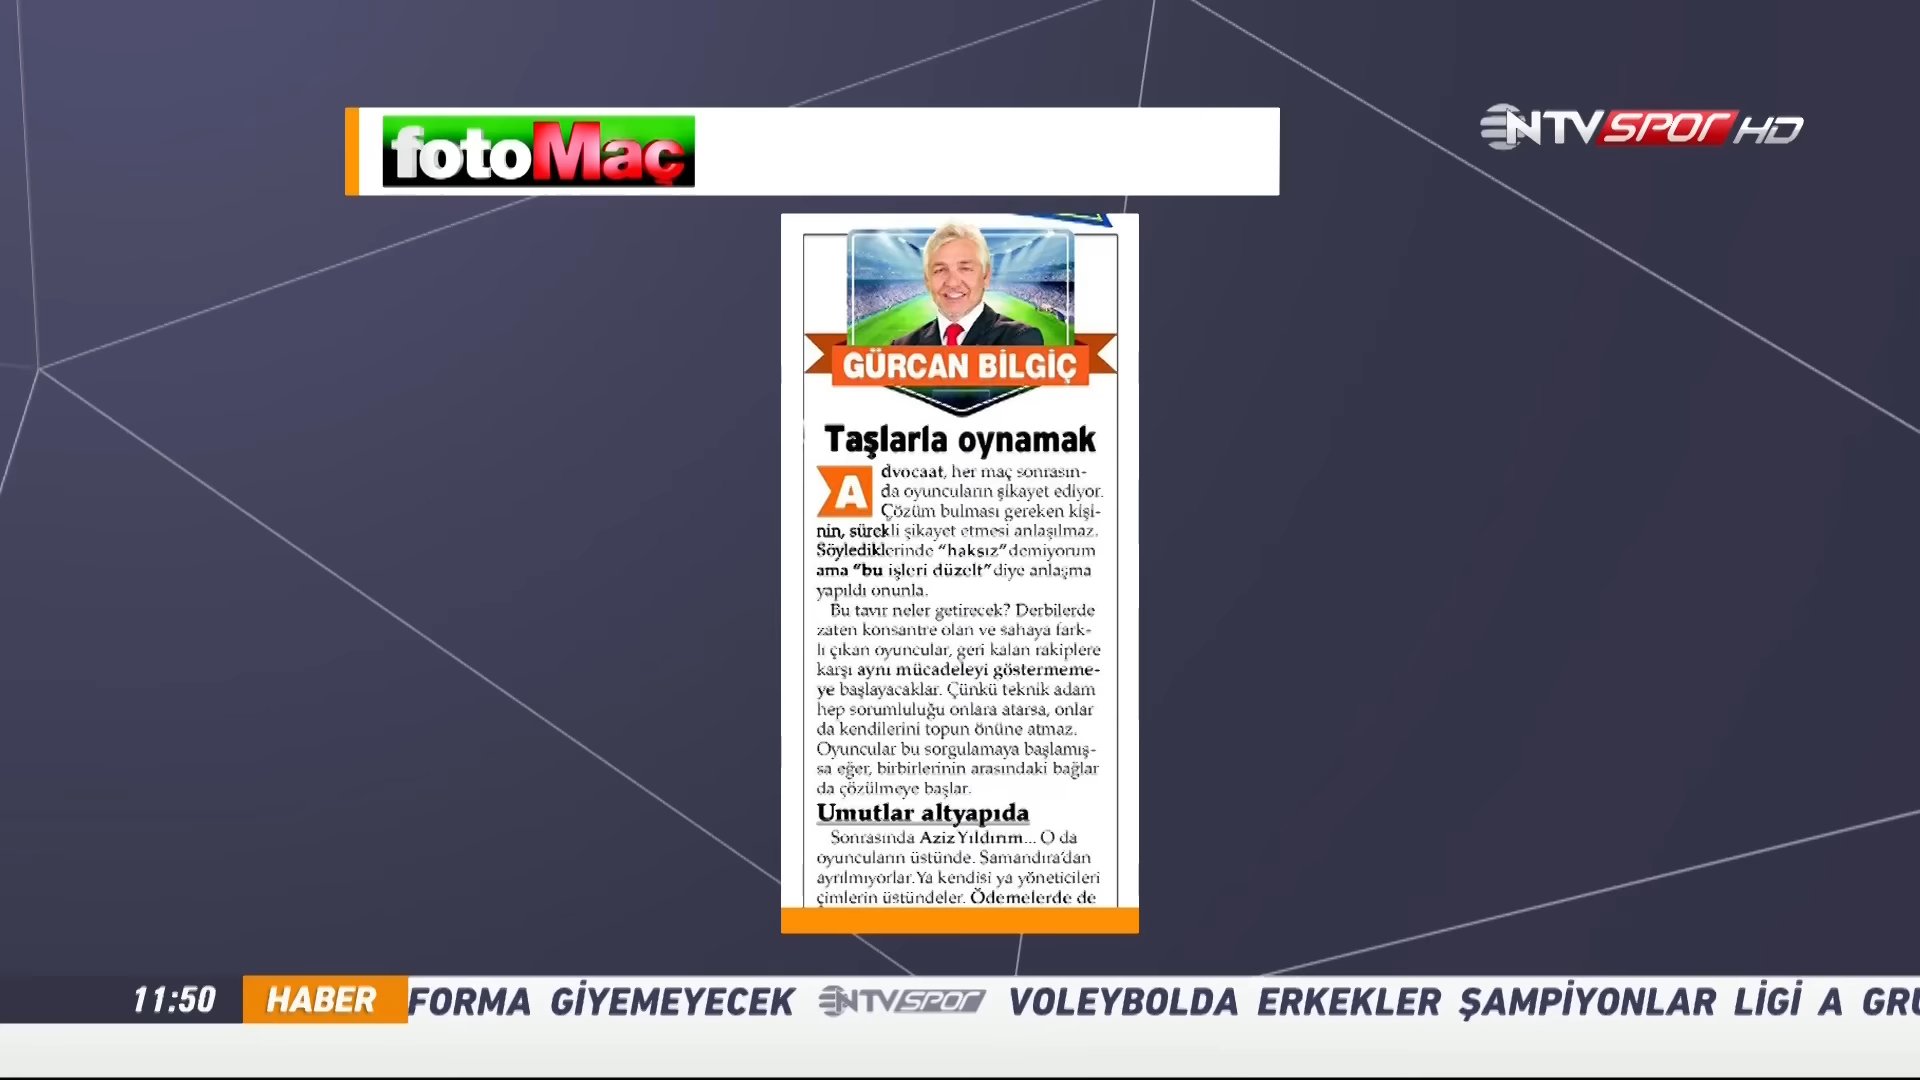 fotoMaç
NTVSPOR HD
GÜRCAN BİLGİÇ
Taşlarla oynamak
Advocaat, her maç sonrasın-
da oyuncuların şikayet ediyor.
Çözüm bulması gereken kişi-
nin, sürekli şikayet etmesi anlaşılmaz.
Söylediklerinde “haksız” demiyorum
ama “bu işleri düzelt” diye anlaşma
yapıldı onunla.
Bu tavır neler getirecek? Derbilerde
zaten konsantre olan ve sahaya fark-
lı çıkan oyuncular, geri kalan rakiplere
karşı aynı mücadeleyi göstermeme-
ye başlayacaklar. Çünkü teknik adam
hep sorumluluğu onlara atarsa, onlar
da kendilerini topun önüne atmaz.
Oyuncular bu sorgulamaya başlamış-
sa eğer, birbirlerinin arasındaki bağlar
da çözülmeye başlar.
Umutlar altyapıda
Sonrasında Aziz Yıldırım... O da
oyuncuların üstünde. Samandıra’dan
ayrılmıyorlar. Ya kendisi ya yöneticileri
çimlerin üstündeler. Ödemelerde de
11:50 HABER FORMA GİYEMEYECEK NTVSPOR VOLEYBOLDA ERKEKLER ŞAMPİYONLAR LİGİ A GRU